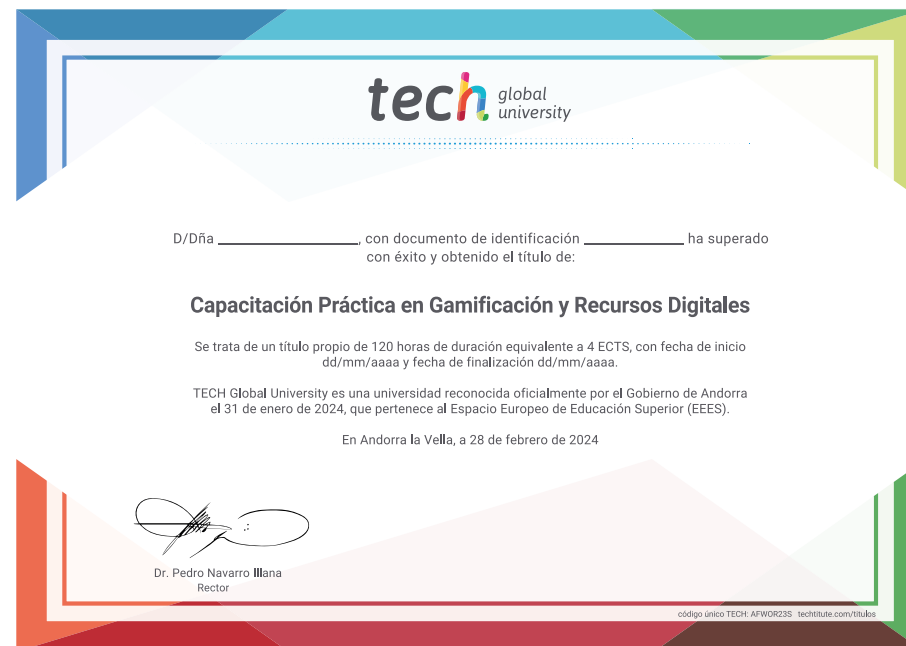 tech global university
D/Dña ____________________, con documento de identificación ______________ ha superado
con éxito y obtenido el título de:
Capacitación Práctica en Gamificación y Recursos Digitales
Se trata de un título propio de 120 horas de duración equivalente a 4 ECTS, con fecha de inicio
dd/mm/aaaa y fecha de finalización dd/mm/aaaa.
TECH Global University es una universidad reconocida oficialmente por el Gobierno de Andorra
el 31 de enero de 2024, que pertenece al Espacio Europeo de Educación Superior (EEES).
En Andorra la Vella, a 28 de febrero de 2024
Dr. Pedro Navarro Illana
Rector
código único TECH: AFWOR23S techtitute.com/titulos